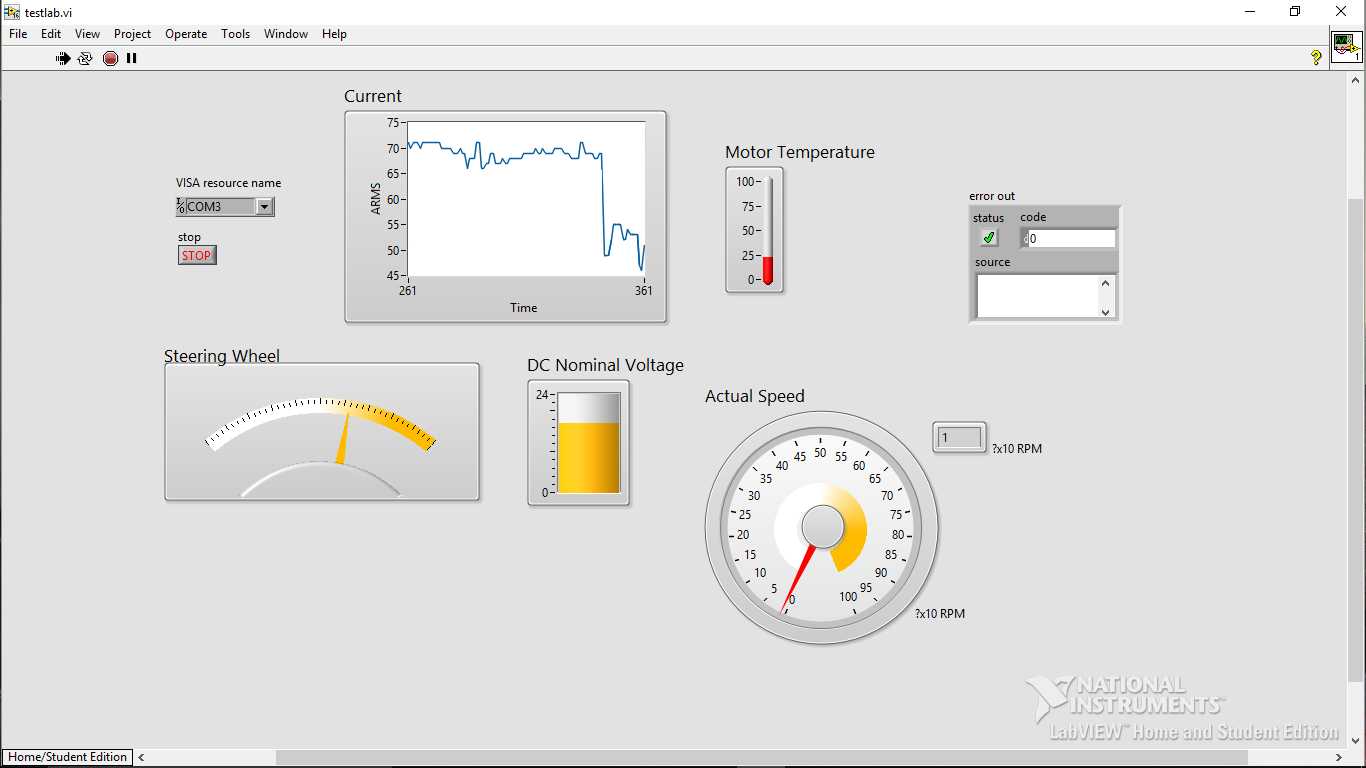 testlab.vi
File Edit View Project Operate Tools Window Help
1
Current
75
70
65
60
55
50
45
ARMS
261 361
Time
VISA resource name
COM3
stop
STOP
Motor Temperature
100
75
50
25
0
error out
status code
0
source
Steering Wheel
DC Nominal Voltage
24
0
Actual Speed
0
5
10
15
20
25
30
35
40
45
50
55
60
65
70
75
80
85
90
95
100
1
?x10 RPM
?x10 RPM
NATIONAL
INSTRUMENTS™
LabVIEW™ Home and Student Edition
Home/Student Edition